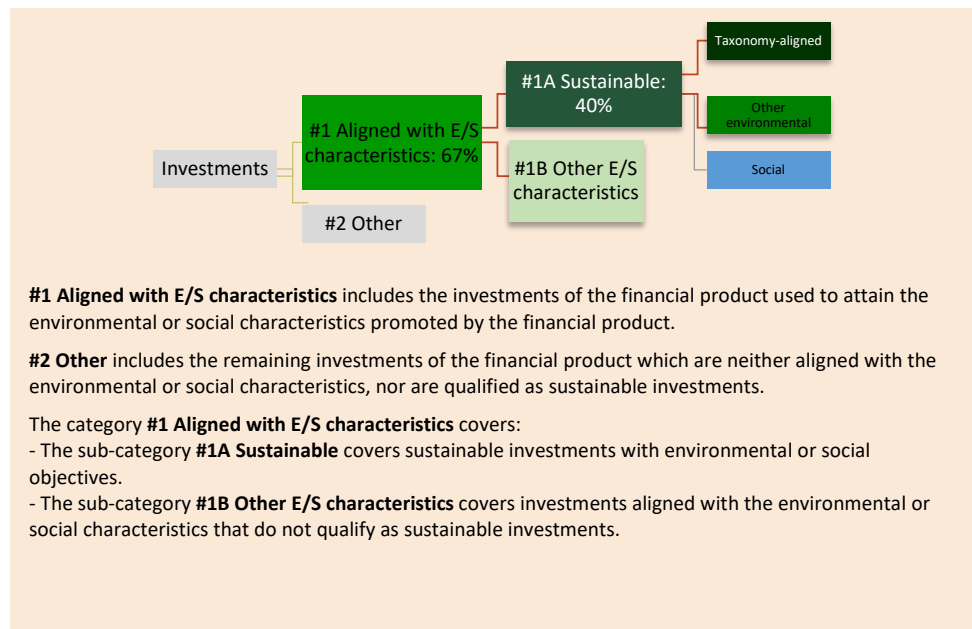 Taxonomy-aligned
#1A Sustainable:
40%
Other
environmental
#1 Aligned with E/S
characteristics: 67%
Investments
#1B Other E/S
characteristics
Social
#2 Other
#1 Aligned with E/S characteristics includes the investments of the financial product used to attain the
environmental or social characteristics promoted by the financial product.
#2 Other includes the remaining investments of the financial product which are neither aligned with the
environmental or social characteristics, nor are qualified as sustainable investments.
The category #1 Aligned with E/S characteristics covers:
- The sub-category #1A Sustainable covers sustainable investments with environmental or social
objectives.
- The sub-category #1B Other E/S characteristics covers investments aligned with the environmental or
social characteristics that do not qualify as sustainable investments.